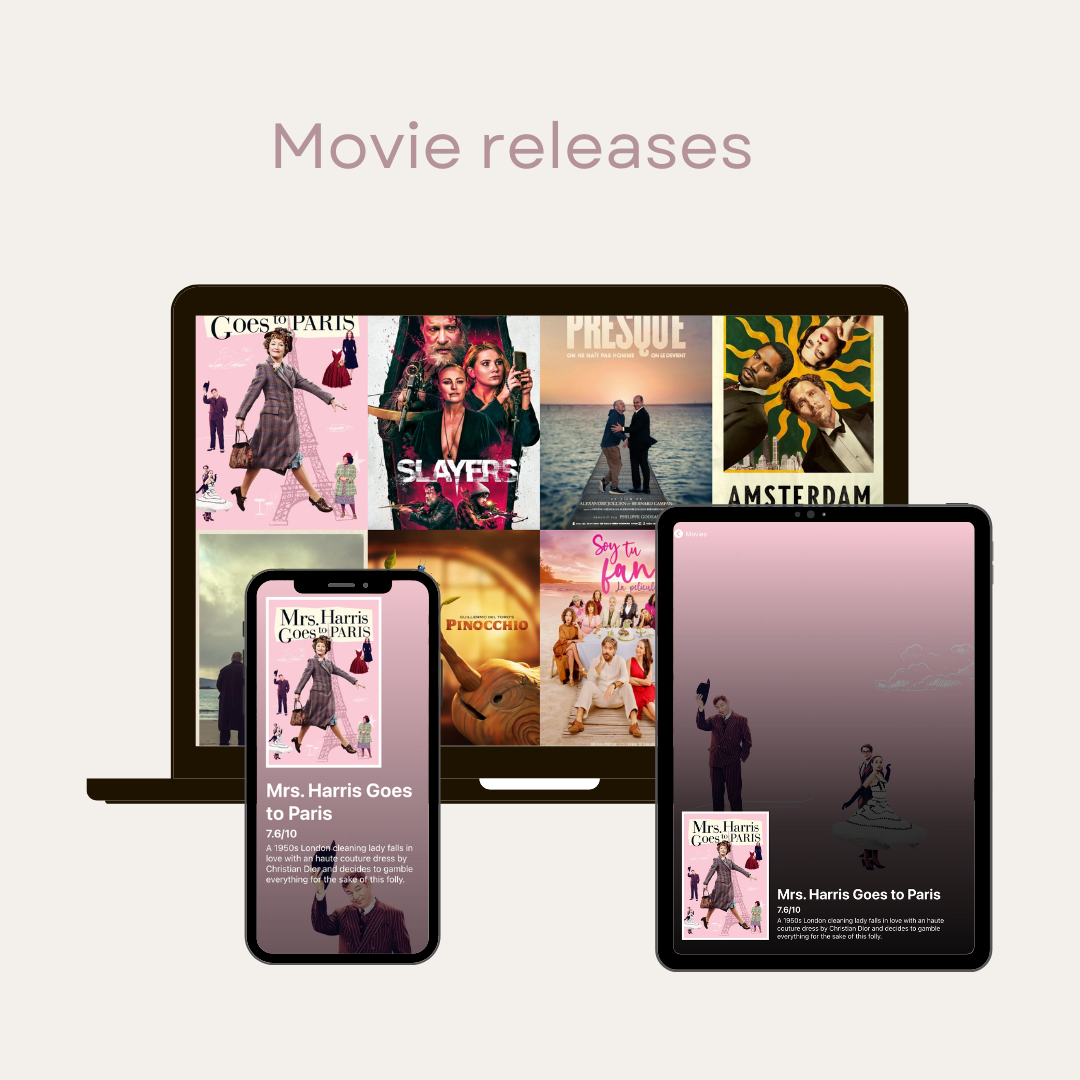 Movie releases
Goes to PARIS
SLAYERS
PRESQUE
ON NE NAÎT PAS HOMME ON LE DEVIENT
UN FILM DE
ALEXANDRE JOLLIEN ET BERNARD CAMPAN
AMSTERDAM
GUILLERMO DEL TORO'S
PINOCCHIO
Soy tu
fan
La película
Mrs. Harris
Goes to PARIS
Mrs. Harris Goes
to Paris
7.6/10
A 1950s London cleaning lady falls in
love with an haute couture dress by
Christian Dior and decides to gamble
everything for the sake of this folly.
Movies
Mrs. Harris
Goes to PARIS
Mrs. Harris Goes to Paris
7.6/10
A 1950s London cleaning lady falls in love with an haute
couture dress by Christian Dior and decides to gamble
everything for the sake of this folly.